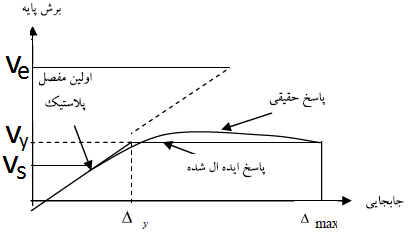 برش پایه
Ve
اولین مفصل
پلاستیک
پاسخ حقیقی
Vy
Vs
پاسخ ایده ال شده
جابجایی
Δ y
Δ max